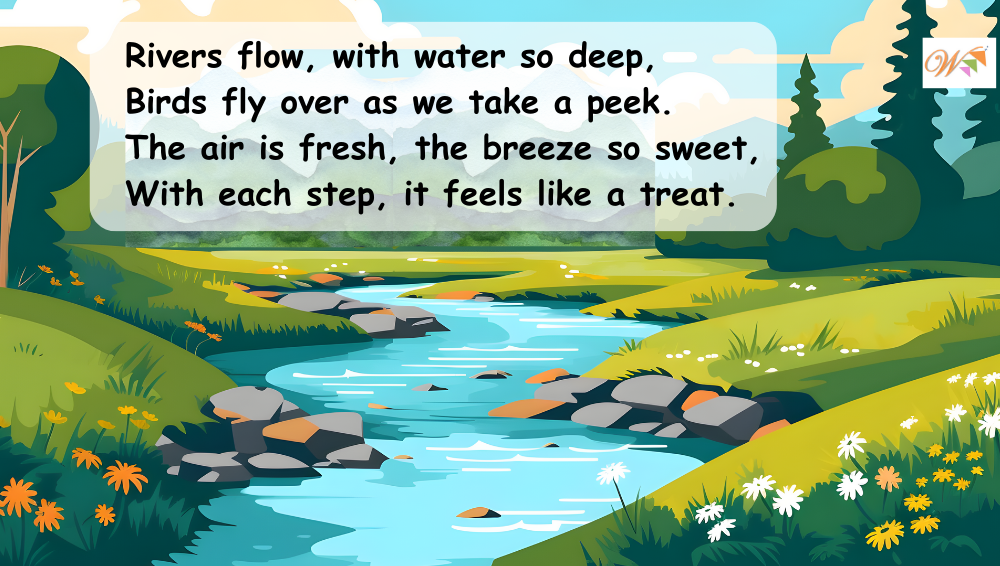 Rivers flow, with water so deep,
Birds fly over as we take a peek.
The air is fresh, the breeze so sweet,
With each step, it feels like a treat.
W